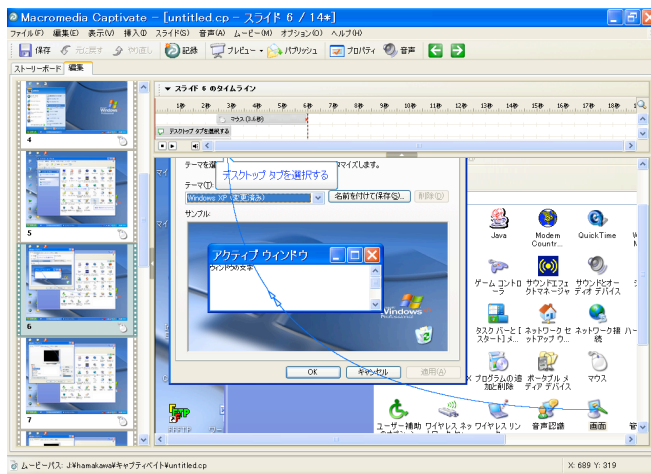 Macromedia Captivate - [untitled.cp - スライド 6 / 14*]
ファイル(F) 編集(E) 表示(V) 挿入(I) スライド(S) 音声(A) ムービー(M) オプション(O) ヘルプ(H)
保存 元に戻す やり直し 記録 プレビュー パブリッシュ プロパティ 音声
ストーリーボード 編集
スライド 6 のタイムライン
1秒 2秒 3秒 4秒 5秒 6秒 7秒 8秒 9秒 10秒 11秒 12秒 13秒 14秒 15秒 16秒 17秒 18秒
マウス (3.6秒)
デスクトップ タブを選択する
4
5
6
7
テーマを選
マイズします。
デスクトップ タブを選択する
テーマ(T):
Windows XP (変更済み) 名前を付けて保存(S)... 削除(D)
サンプル:
アクティブ ウィンドウ
ウィンドウの文字
Windows
Professional
OK キャンセル 適用(A)
Java Modem Countr... QuickTime
ゲーム コントローラ サウンドエフェクトマネージャ サウンドとオーディオ デバイス
タスク バーと [スタート] メ... ネットワーク セットアップ ウ... ネットワーク接続
プログラムの追加と削除 ポータブル メディア デバイス マウス
ユーザー補助 ワイヤレス ネッ ワイヤレス リン 音声認識 画面
FFFTP
ムービーパス: J:¥hamakawa¥キャプティベイト¥untitled.cp X: 689 Y: 319